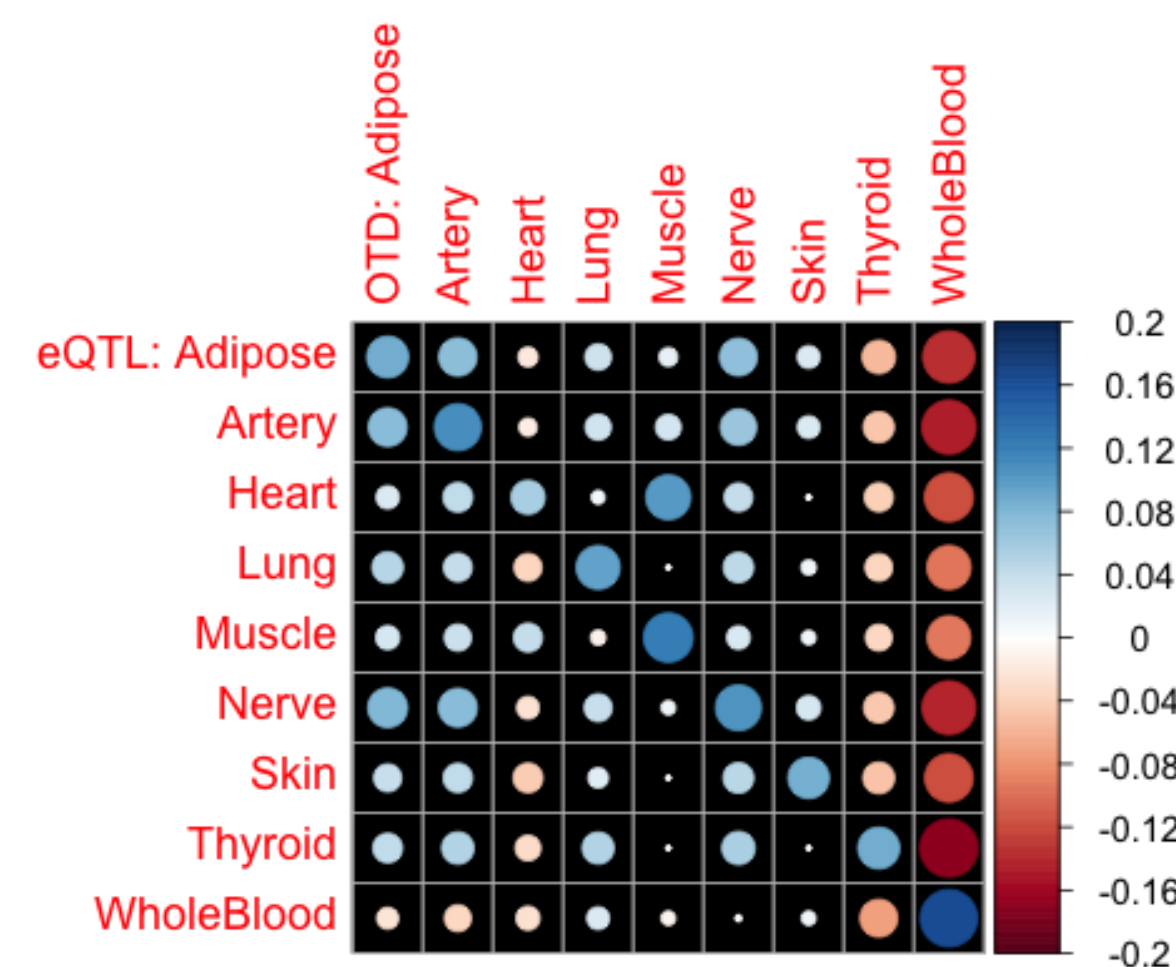 OTD: Adipose
Artery
Heart
Lung
Muscle
Nerve
Skin
Thyroid
WholeBlood
eQTL: Adipose
Artery
Heart
Lung
Muscle
Nerve
Skin
Thyroid
WholeBlood
0.2
0.16
0.12
0.08
0.04
0
-0.04
-0.08
-0.12
-0.16
-0.2